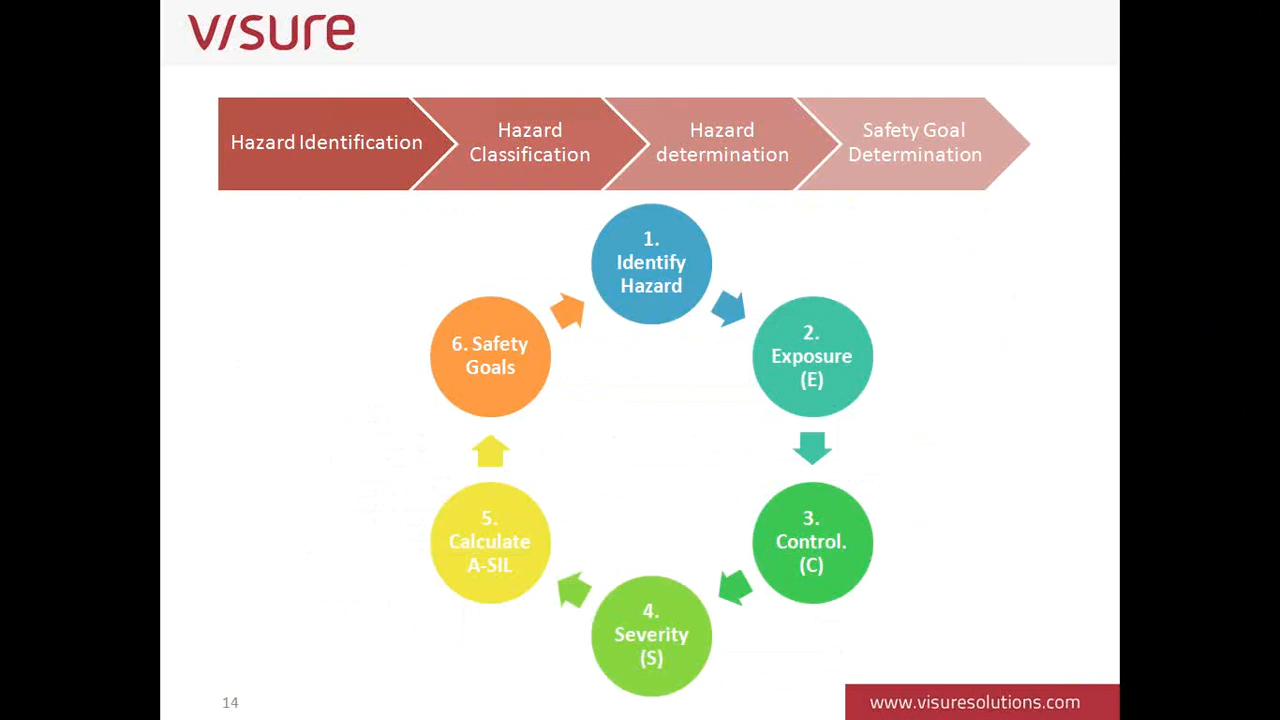 visure
Hazard Identification
Hazard
Classification
Hazard
determination
Safety Goal
Determination
1.
Identify
Hazard
2.
Exposure
(E)
3.
Control.
(C)
4.
Severity
(S)
5.
Calculate
A-SIL
6. Safety
Goals
14
www.visuresolutions.com